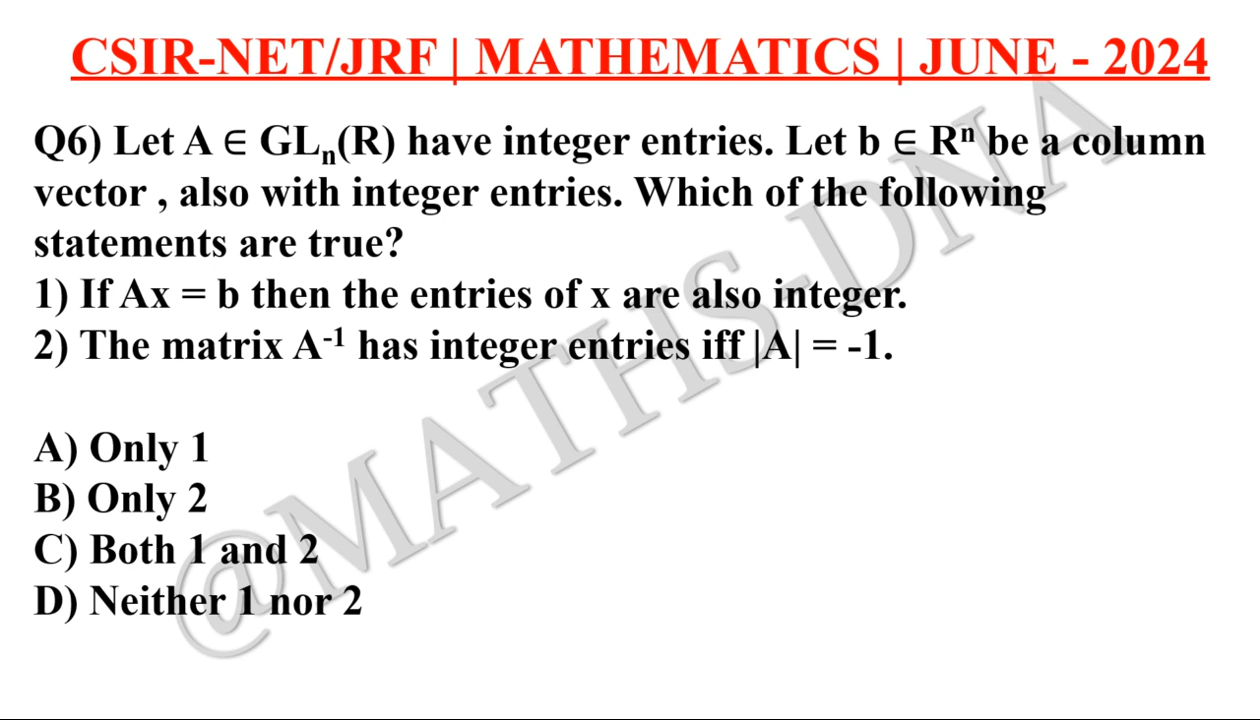 CSIR-NET/JRF | MATHEMATICS | JUNE - 2024
Q6) Let A ∈ GLₙ(R) have integer entries. Let b ∈ Rⁿ be a column
vector , also with integer entries. Which of the following
statements are true?
1) If Ax = b then the entries of x are also integer.
2) The matrix A⁻¹ has integer entries iff |A| = -1.
A) Only 1
B) Only 2
C) Both 1 and 2
D) Neither 1 nor 2
@MATHS-DNA